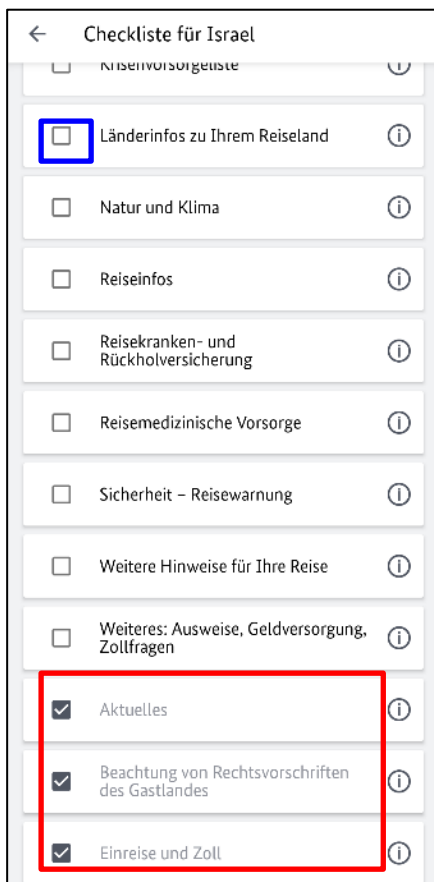 Checkliste für Israel
Krisenvorsorgeliste
Länderinfos zu Ihrem Reiseland
Natur und Klima
Reiseinfos
Reisekranken- und
Rückholversicherung
Reisemedizinische Vorsorge
Sicherheit – Reisewarnung
Weitere Hinweise für Ihre Reise
Weiteres: Ausweise, Geldversorgung,
Zollfragen
Aktuelles
Beachtung von Rechtsvorschriften
des Gastlandes
Einreise und Zoll